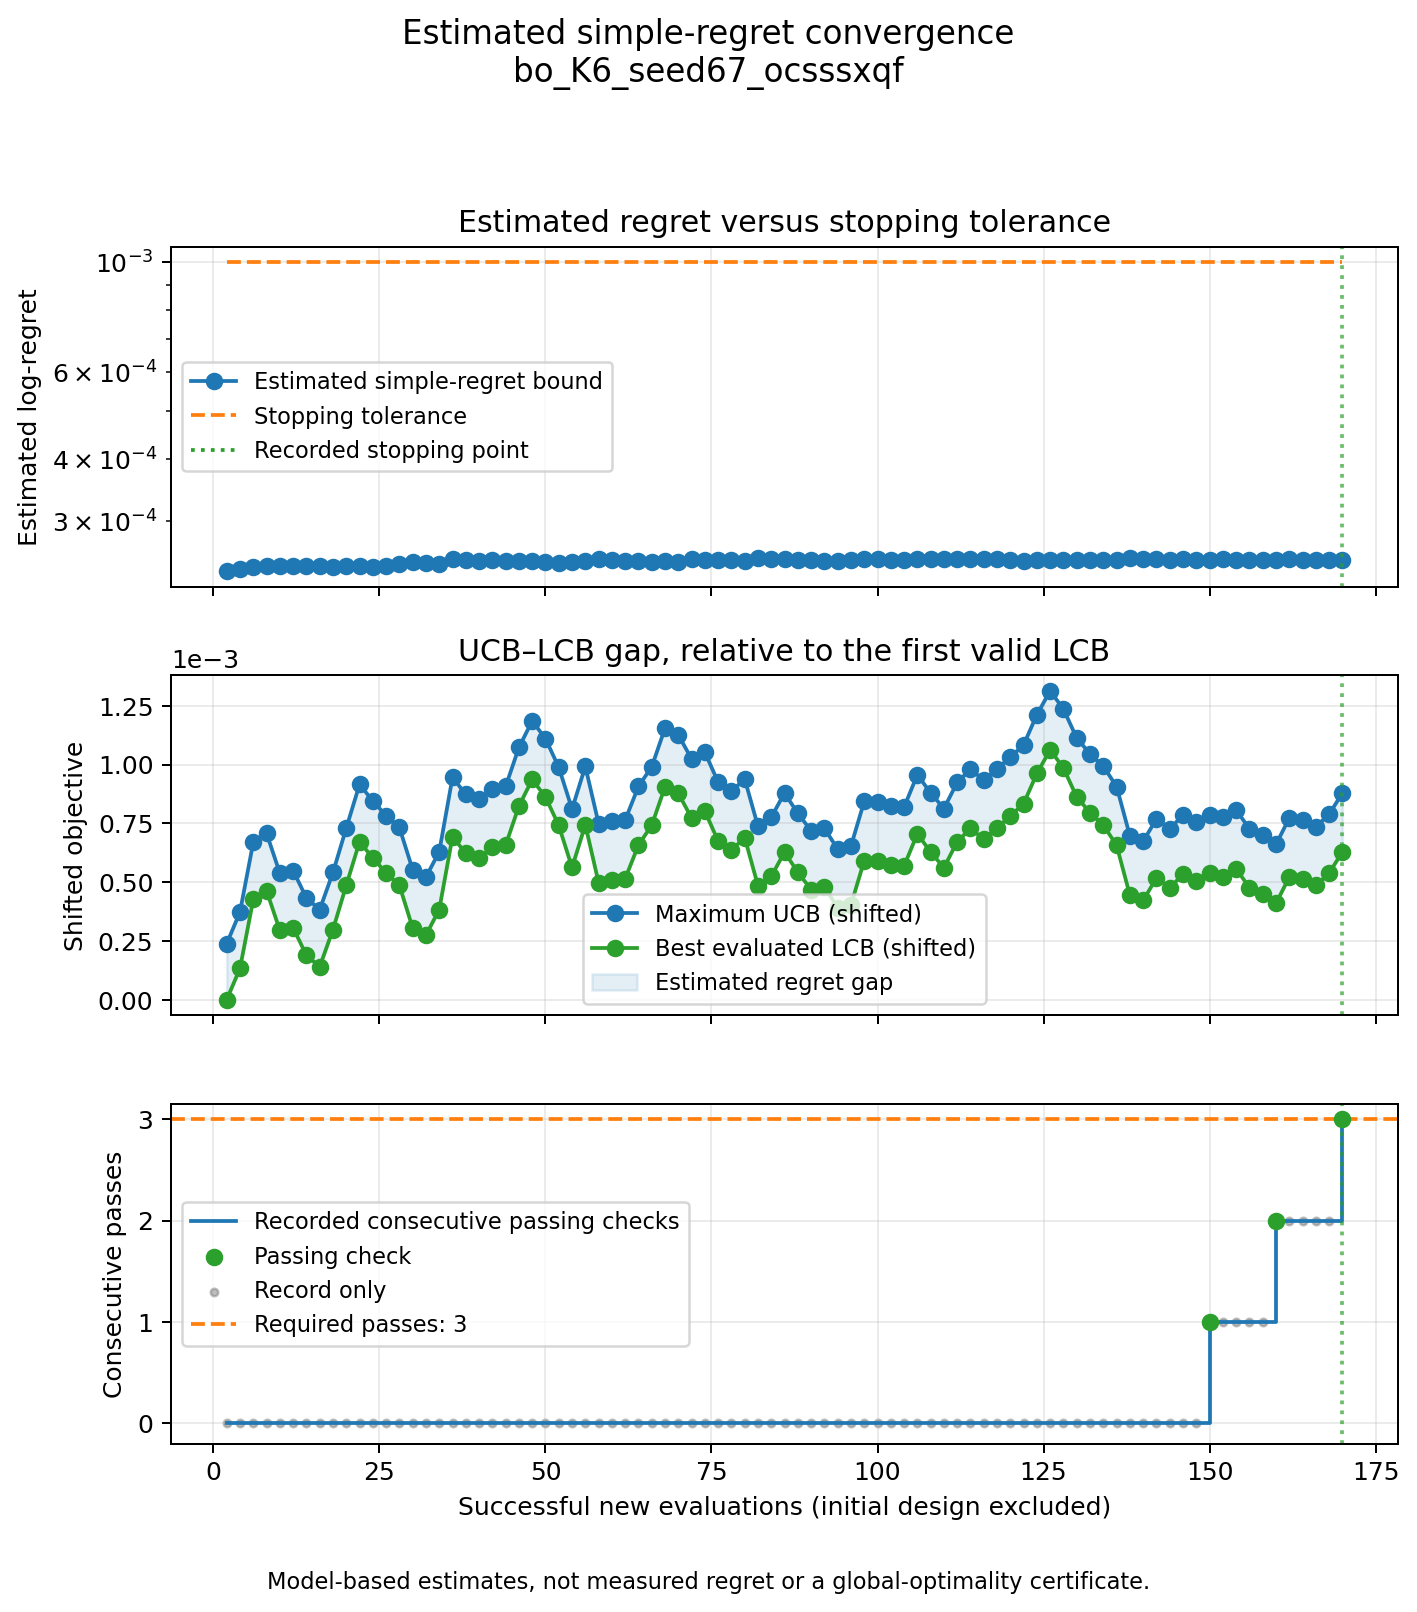 Estimated simple-regret convergence
bo_K6_seed67_ocsssxqf
Estimated regret versus stopping tolerance
Estimated log-regret
10⁻³
6 × 10⁻⁴
4 × 10⁻⁴
3 × 10⁻⁴
Estimated simple-regret bound
Stopping tolerance
Recorded stopping point
UCB–LCB gap, relative to the first valid LCB
1e−3
Shifted objective
1.25
1.00
0.75
0.50
0.25
0.00
Maximum UCB (shifted)
Best evaluated LCB (shifted)
Estimated regret gap
Consecutive passes
3
2
1
0
Recorded consecutive passing checks
Passing check
Record only
Required passes: 3
0 25 50 75 100 125 150 175
Successful new evaluations (initial design excluded)
Model-based estimates, not measured regret or a global-optimality certificate.